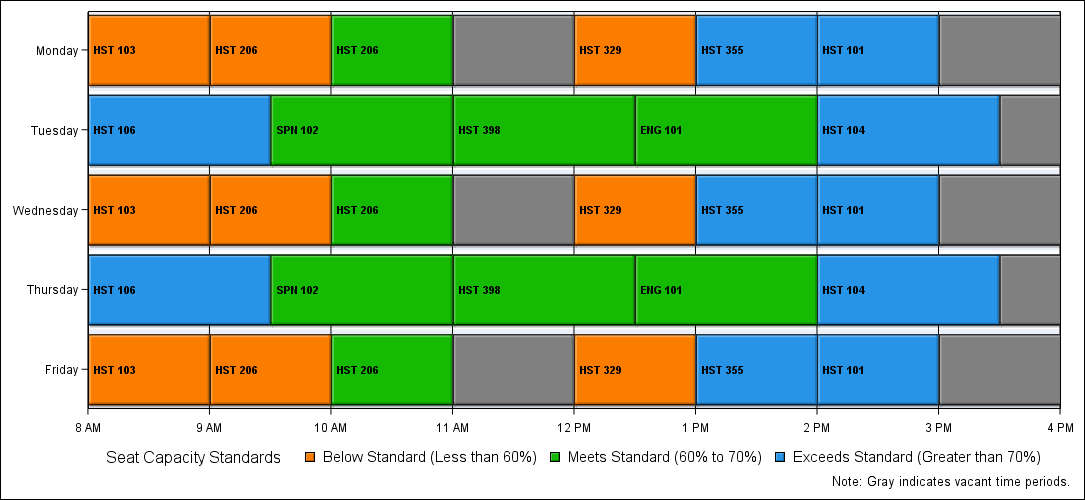 Monday HST 103 HST 206 HST 206 HST 329 HST 355 HST 101
Tuesday HST 106 SPN 102 HST 398 ENG 101 HST 104
Wednesday HST 103 HST 206 HST 206 HST 329 HST 355 HST 101
Thursday HST 106 SPN 102 HST 398 ENG 101 HST 104
Friday HST 103 HST 206 HST 206 HST 329 HST 355 HST 101
8 AM 9 AM 10 AM 11 AM 12 PM 1 PM 2 PM 3 PM 4 PM
Seat Capacity Standards Below Standard (Less than 60%) Meets Standard (60% to 70%) Exceeds Standard (Greater than 70%)
Note: Gray indicates vacant time periods.